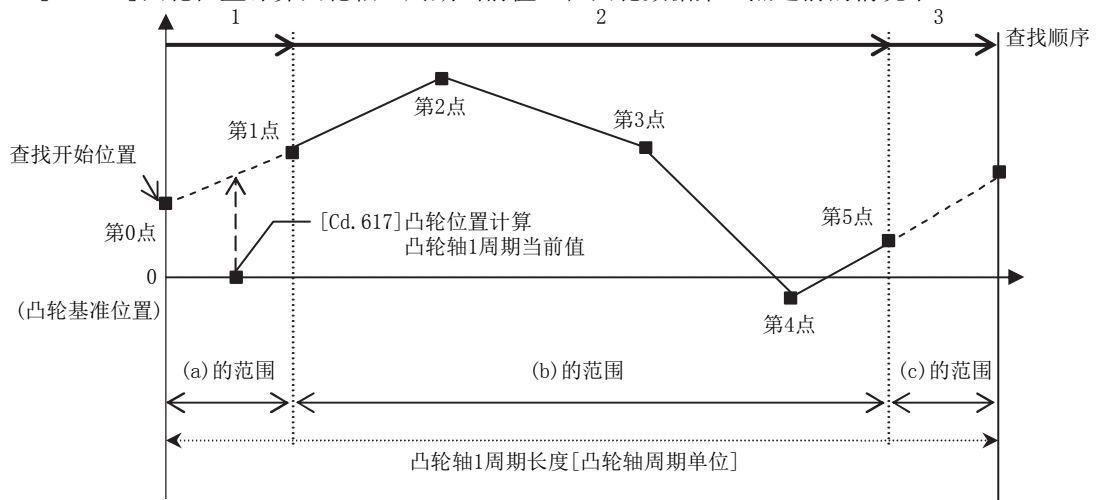 1
2
3
查找顺序
第2点
第3点
第1点
查找开始位置
第5点
[Cd.617]凸轮位置计算
凸轮轴1周期当前值
第0点
0
(凸轮基准位置)
第4点
(a)的范围
(b)的范围
(c)的范围
凸轮轴1周期长度[凸轮轴周期单位]